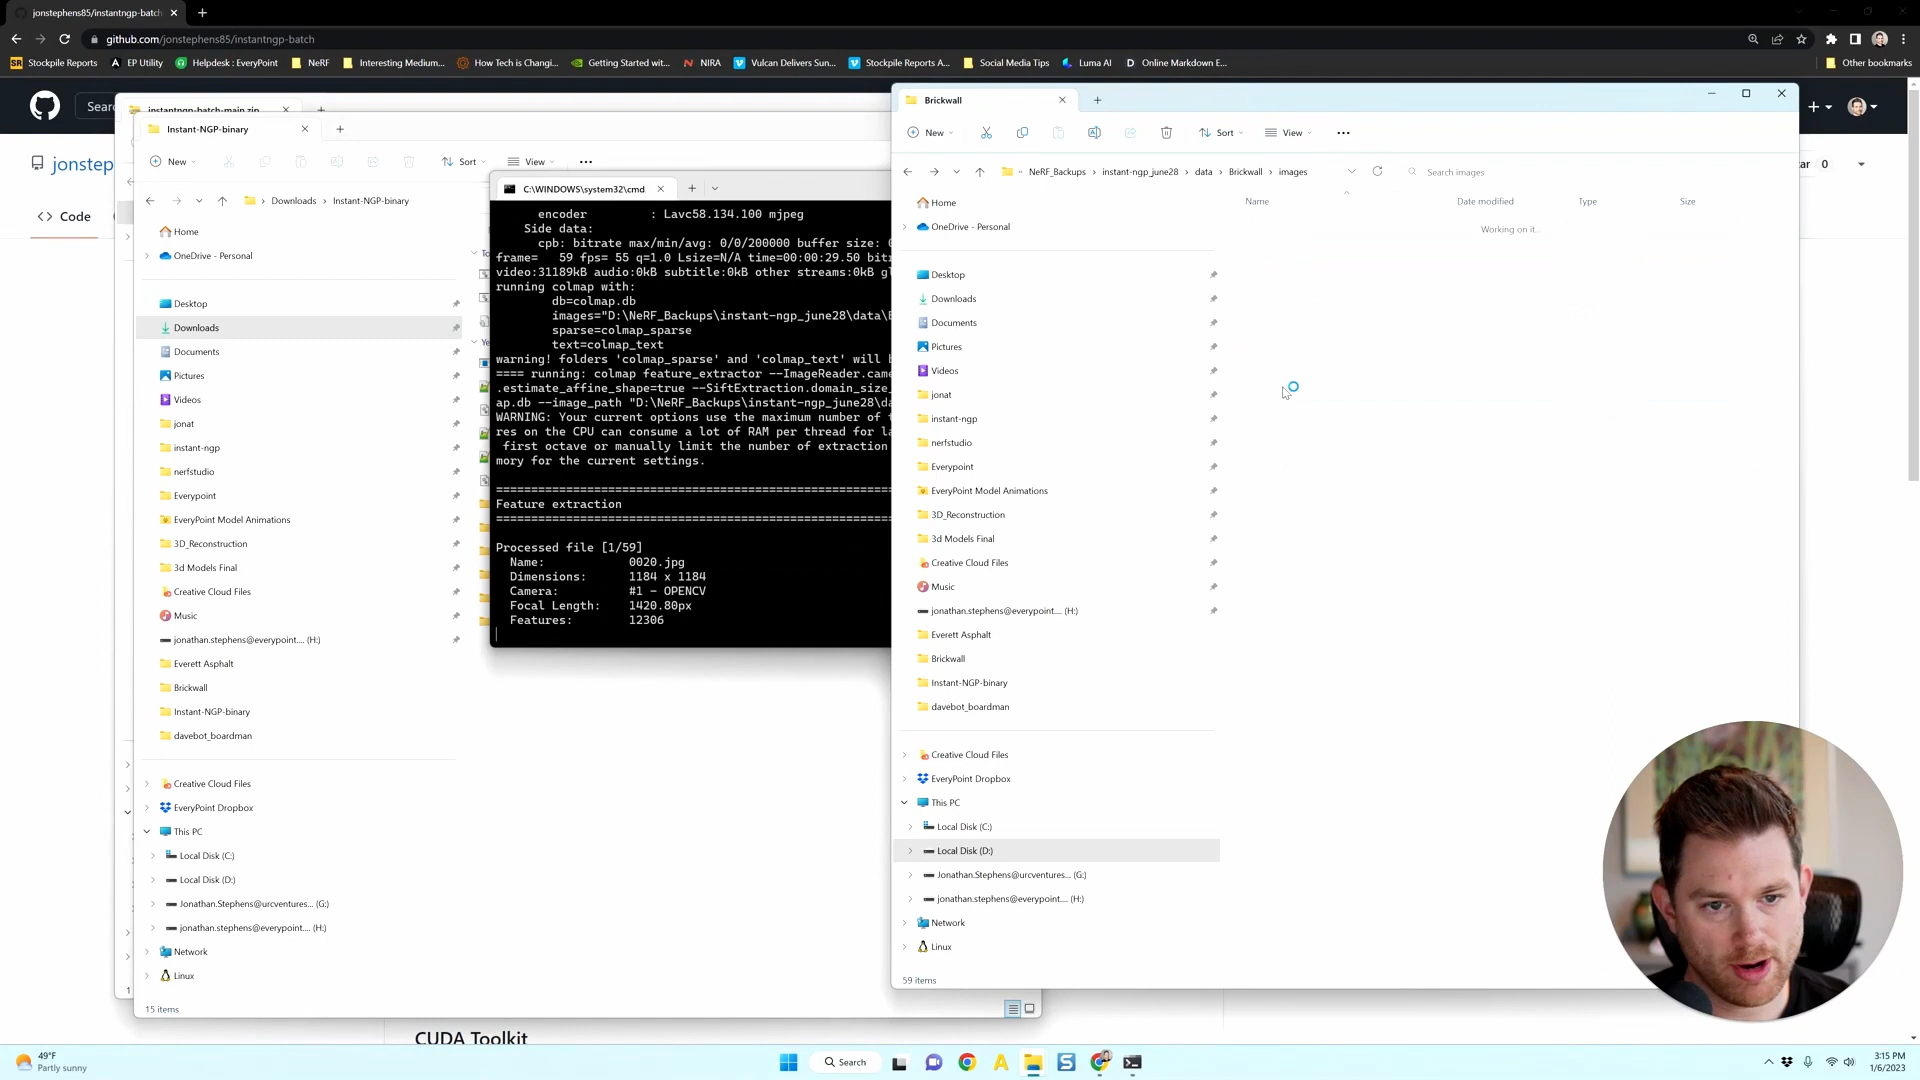 jonstephens85/instantngp-batch
github.com/jonstephens85/instantngp-batch
Stockpile Reports
EP Utility
Helpdesk : EveryPoint
NeRF
Interesting Medium...
How Tech is Changi...
Getting Started wit...
NIRA
Vulcan Delivers Sun...
Stockpile Reports A...
Social Media Tips
Luma AI
Online Markdown E...
Other bookmarks
Sear
jonsteph
Code
ar 0
instantngp-batch-main.zip
Instant-NGP-binary
New
Sort
View
Downloads > Instant-NGP-binary
Home
OneDrive - Personal
Desktop
Downloads
Documents
Pictures
Videos
jonat
instant-ngp
nerfstudio
Everypoint
EveryPoint Model Animations
3D_Reconstruction
3d Models Final
Creative Cloud Files
Music
jonathan.stephens@everypoint.... (H:)
Everett Asphalt
Brickwall
Instant-NGP-binary
davebot_boardman
Creative Cloud Files
EveryPoint Dropbox
This PC
Local Disk (C:)
Local Disk (D:)
Jonathan.Stephens@urcventures... (G:)
jonathan.stephens@everypoint.... (H:)
Network
Linux
15 items
C:\WINDOWS\system32\cmd.
encoder : Lavc58.134.100 mjpeg
Side data:
cpb: bitrate max/min/avg: 0/0/200000 buffer size:
frame= 59 fps= 55 q=1.0 Lsize=N/A time=00:00:29.50 bitr
video:31189kB audio:0kB subtitle:0kB other streams:0kB gl
running colmap with:
db=colmap.db
images="D:\NeRF_Backups\instant-ngp_june28\data\B
sparse=colmap_sparse
text=colmap_text
warning! folders 'colmap_sparse' and 'colmap_text' will b
==== running: colmap feature_extractor --ImageReader.came
.estimate_affine_shape=true --SiftExtraction.domain_size_
ap.db --image_path "D:\NeRF_Backups\instant-ngp_june28\da
WARNING: Your current options use the maximum number of t
res on the CPU can consume a lot of RAM per thread for la
first octave or manually limit the number of extraction
mory for the current settings.
Feature extraction
Processed file [1/59]
Name: 0020.jpg
Dimensions: 1184 x 1184
Camera: #1 - OPENCV
Focal Length: 1420.80px
Features: 12306
Brickwall
New
Sort
View
NeRF_Backups > instant-ngp_june28 > data > Brickwall > images
Search images
Name
Date modified
Type
Size
Working on it...
Home
OneDrive - Personal
Desktop
Downloads
Documents
Pictures
Videos
jonat
instant-ngp
nerfstudio
Everypoint
EveryPoint Model Animations
3D_Reconstruction
3d Models Final
Creative Cloud Files
Music
jonathan.stephens@everypoint.... (H:)
Everett Asphalt
Brickwall
Instant-NGP-binary
davebot_boardman
Creative Cloud Files
EveryPoint Dropbox
This PC
Local Disk (C:)
Local Disk (D:)
Jonathan.Stephens@urcventures... (G:)
jonathan.stephens@everypoint.... (H:)
Network
Linux
59 items
CUDA Toolkit
49°F
Partly sunny
Search
3:15 PM
1/6/2023